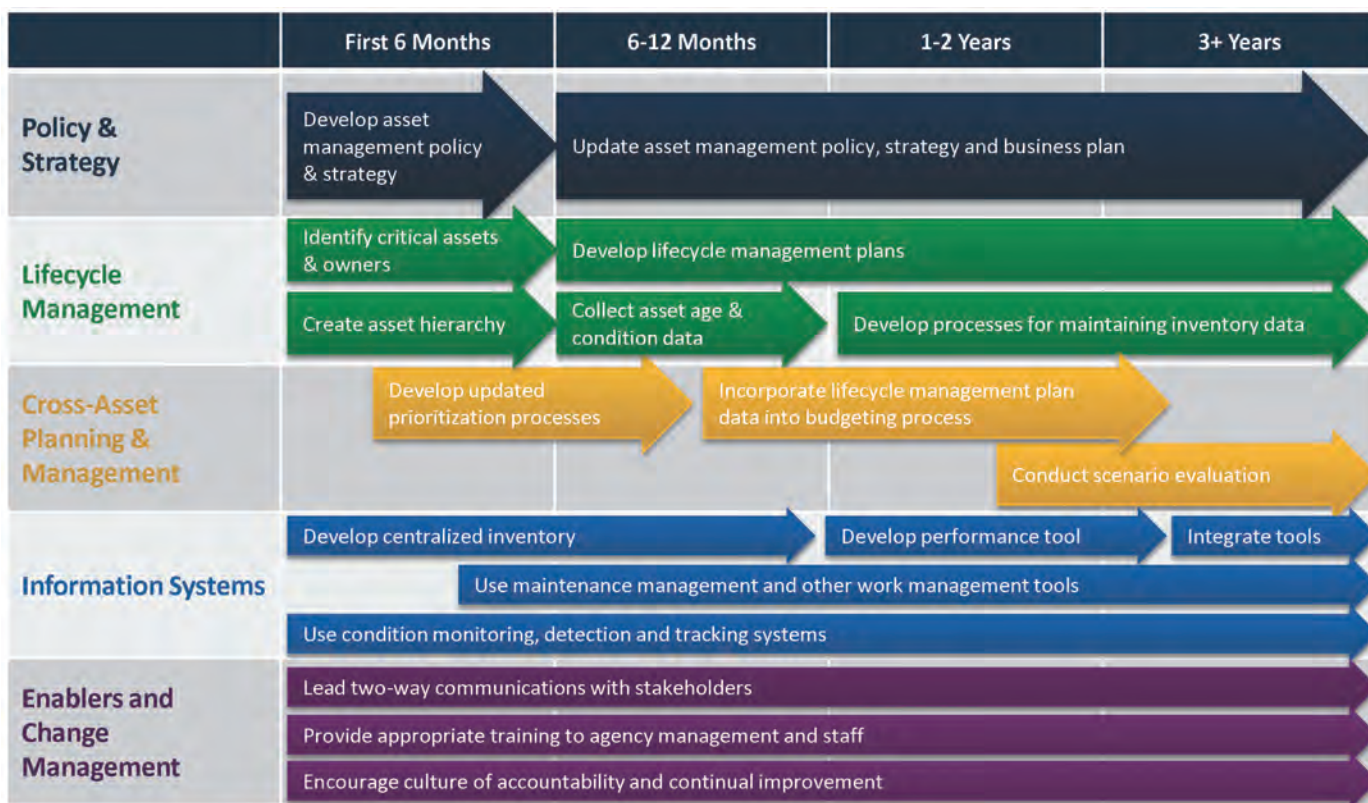 First 6 Months
6-12 Months
1-2 Years
3+ Years
Policy &
Strategy
Develop asset
management policy
& strategy
Update asset management policy, strategy and business plan
Lifecycle
Management
Identify critical assets
& owners
Develop lifecycle management plans
Create asset hierarchy
Collect asset age &
condition data
Develop processes for maintaining inventory data
Cross-Asset
Planning &
Management
Develop updated
prioritization processes
Incorporate lifecycle management plan
data into budgeting process
Conduct scenario evaluation
Information Systems
Develop centralized inventory
Develop performance tool
Integrate tools
Use maintenance management and other work management tools
Use condition monitoring, detection and tracking systems
Enablers and
Change
Management
Lead two-way communications with stakeholders
Provide appropriate training to agency management and staff
Encourage culture of accountability and continual improvement